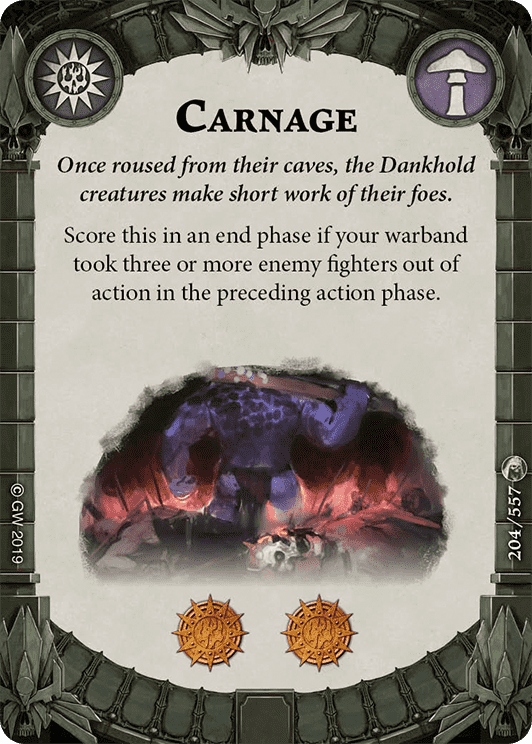 CARNAGE
Once roused from their caves, the Dankhold
creatures make short work of their foes.
Score this in an end phase if your warband
took three or more enemy fighters out of
action in the preceding action phase.
© GW 2019
204/557